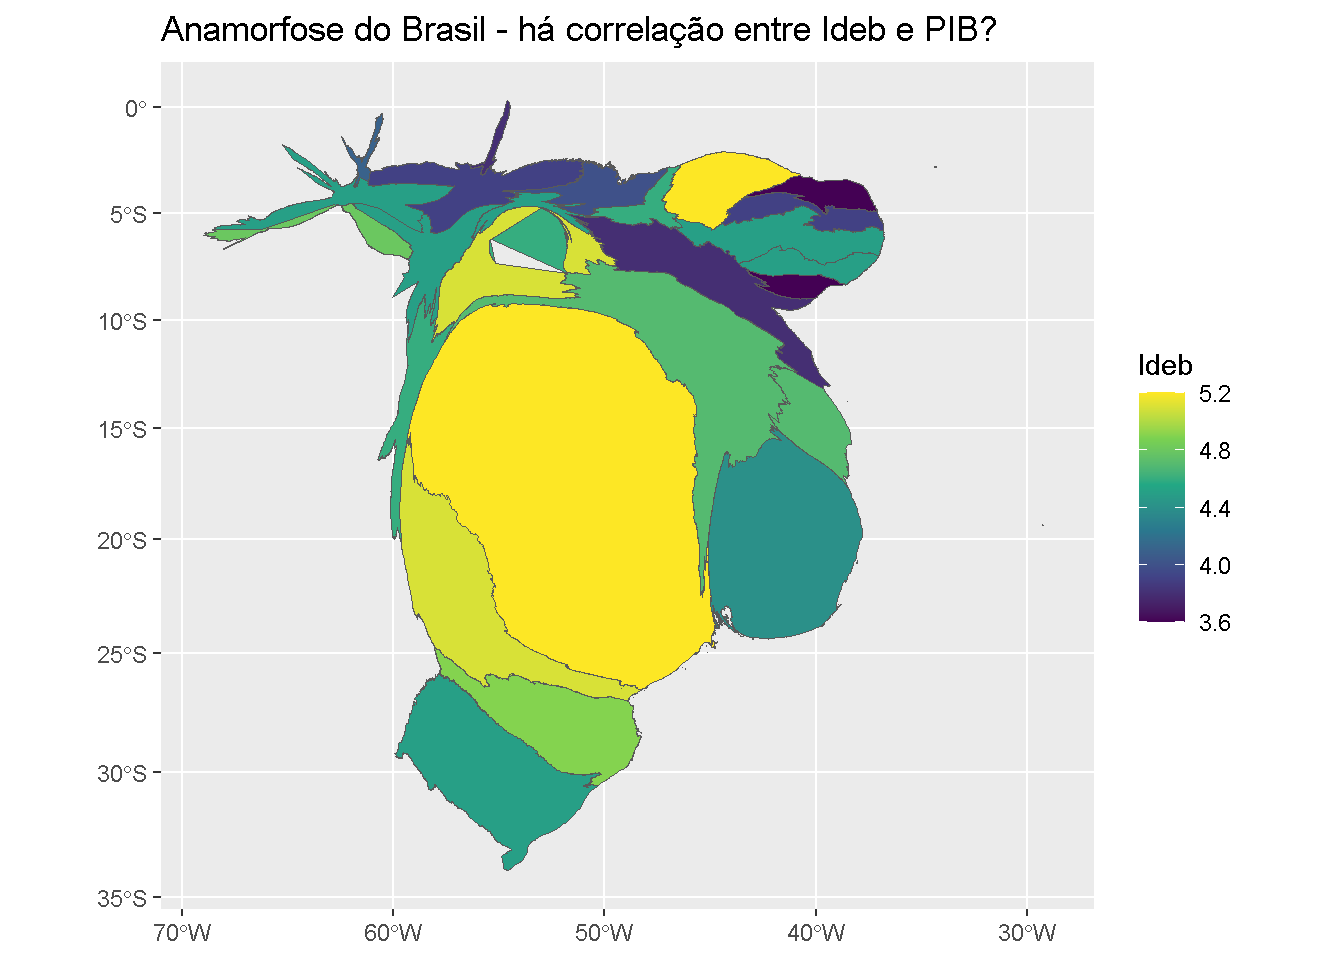 Anamorfose do Brasil - há correlação entre Ideb e PIB?
0°
5°S
10°S
15°S
20°S
25°S
30°S
35°S
70°W
60°W
50°W
40°W
30°W
Ideb
5.2
4.8
4.4
4.0
3.6